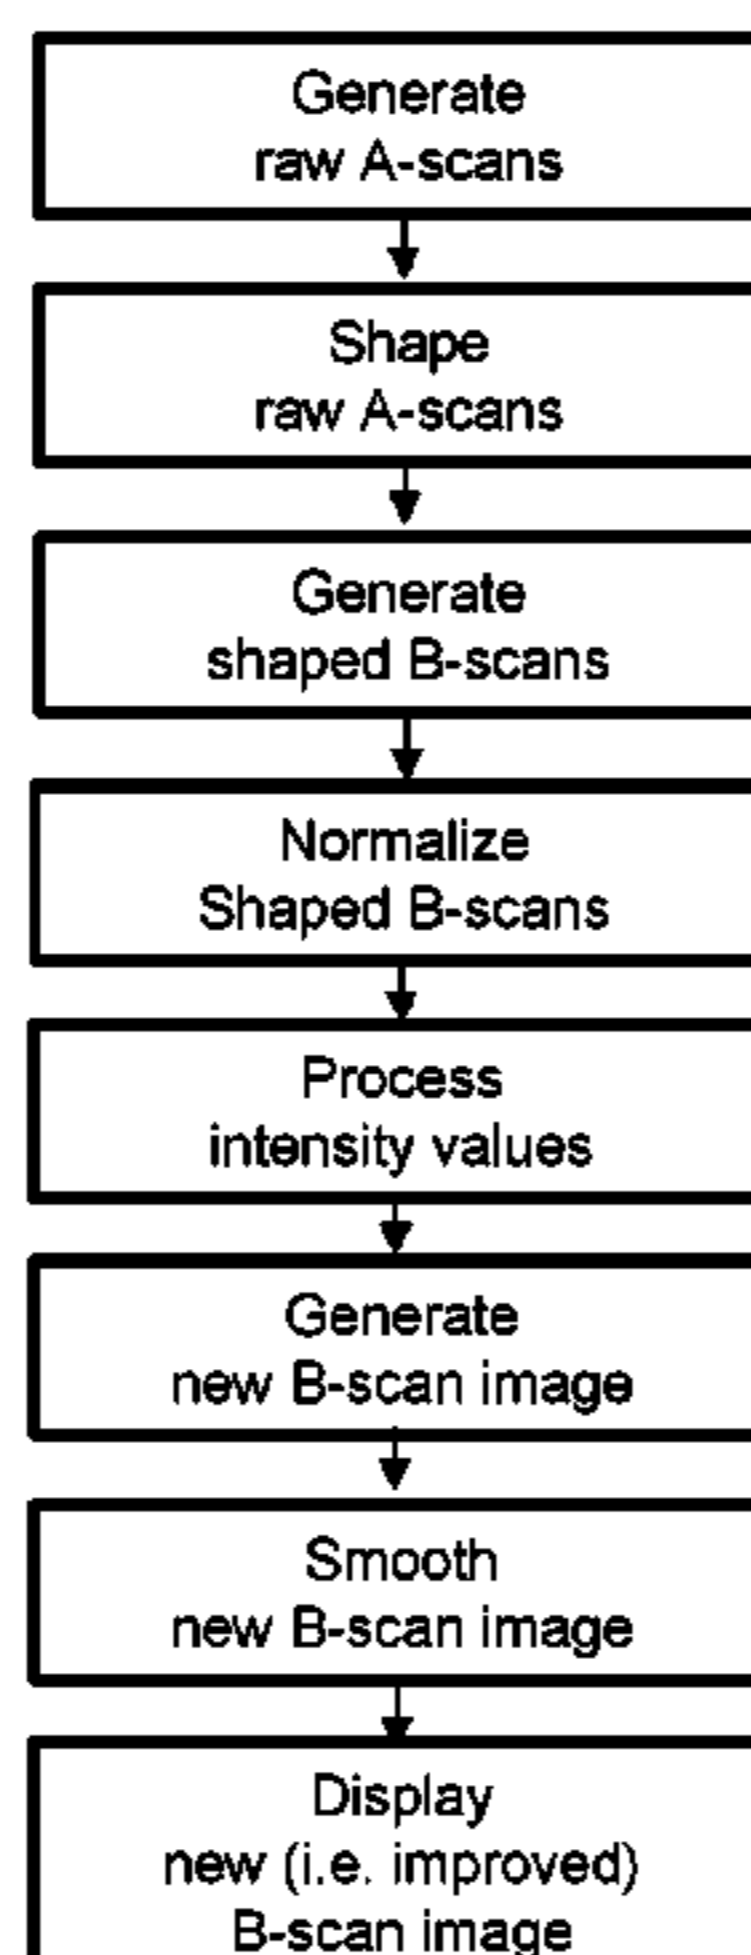 Generate
raw A-scans
Shape
raw A-scans
Generate
shaped B-scans
Normalize
Shaped B-scans
Process
intensity values
Generate
new B-scan image
Smooth
new B-scan image
Display
new (i.e. improved)
B-scan image